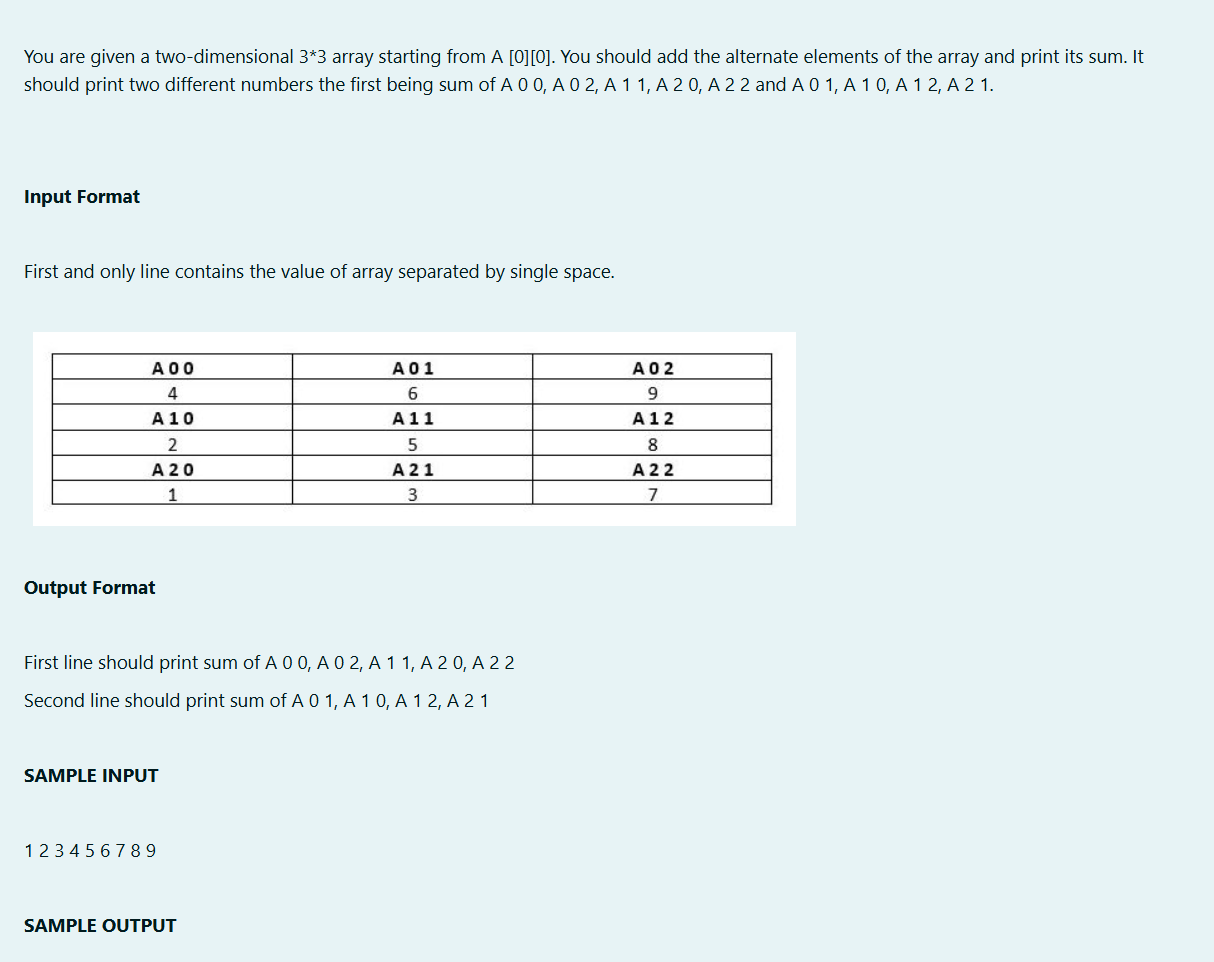 You are given a two-dimensional 3*3 array starting from A [0][0]. You should add the alternate elements of the array and print its sum. It
should print two different numbers the first being sum of A 0 0, A 0 2, A 1 1, A 2 0, A 2 2 and A 0 1, A 1 0, A 1 2, A 2 1.
Input Format
First and only line contains the value of array separated by single space.
A 0 0 A 0 1 A 0 2
4 6 9
A 1 0 A 1 1 A 1 2
2 5 8
A 2 0 A 2 1 A 2 2
1 3 7
Output Format
First line should print sum of A 0 0, A 0 2, A 1 1, A 2 0, A 2 2
Second line should print sum of A 0 1, A 1 0, A 1 2, A 2 1
SAMPLE INPUT
1 2 3 4 5 6 7 8 9
SAMPLE OUTPUT